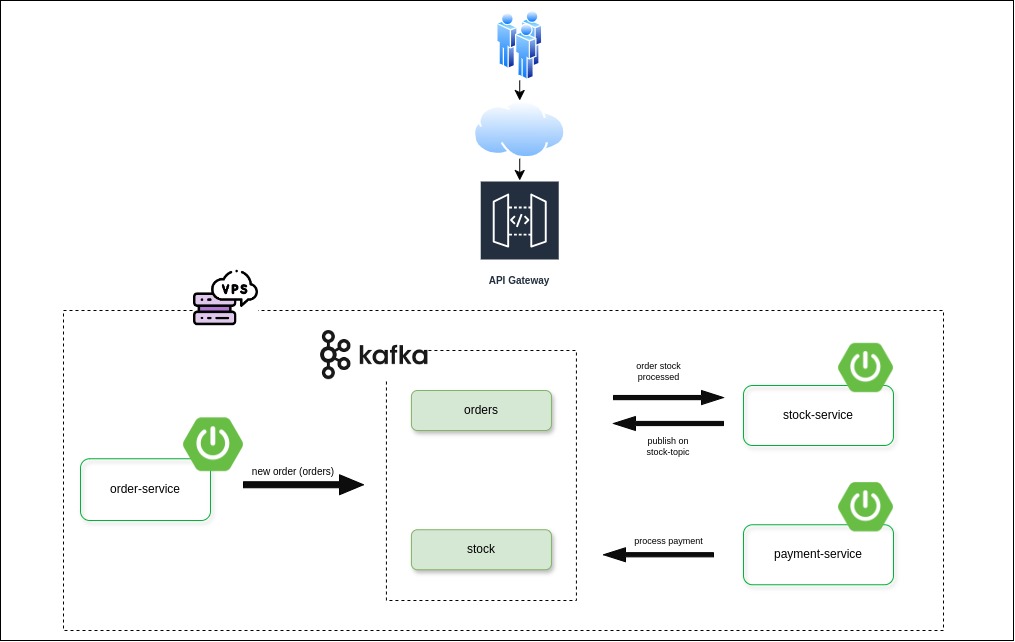 </>
API Gateway
VPS
kafka
order stock
processed
orders
stock-service
publish on
stock-topic
new order (orders)
order-service
process payment
stock
payment-service